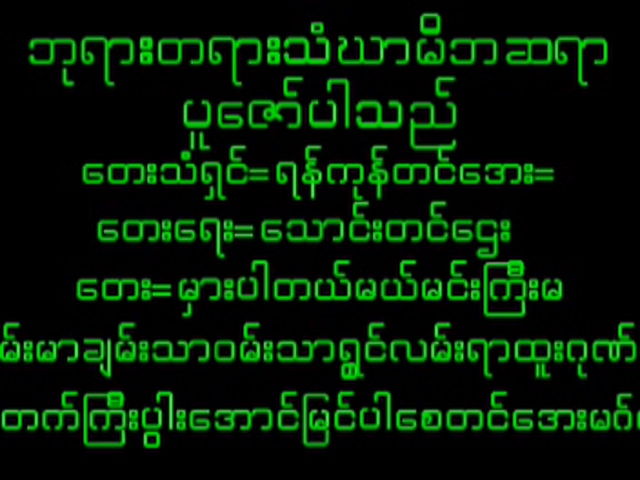 ဘုရားတရားသံဃာမိဘဆရာ
ပူဇော်ပါသည်
တေးသံရှင်=ရန်ကုန်တင်အေး=
တေးရေး=သောင်းတင်ဌေး
တေး=မှားပါတယ်မယ်မင်းကြီးမ
မ်းမာချမ်းသာဝမ်းသာရွှင်လမ်းရာထူးဂုဏ်
တက်ကြီးပွါးအောင်မြင်ပါစေတင်အေးမဂ်